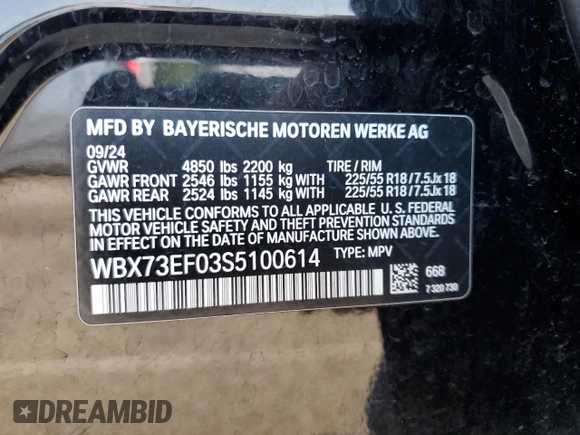 MFD BY BAYERISCHE MOTOREN WERKE AG
09/24
GVWR 4850 lbs 2200 kg TIRE / RIM
GAWR FRONT 2546 lbs 1155 kg WITH 225/55 R18 / 7.5Jx18
GAWR REAR 2524 lbs 1145 kg WITH 225/55 R18 / 7.5Jx18
THIS VEHICLE CONFORMS TO ALL APPLICABLE U. S. FEDERAL
MOTOR VEHICLE SAFETY AND THEFT PREVENTION STANDARDS
IN EFFECT ON THE DATE OF MANUFACTURE SHOWN ABOVE.
WBX73EF03S5100614 TYPE: MPV
668
7 320 730
DREAMBID